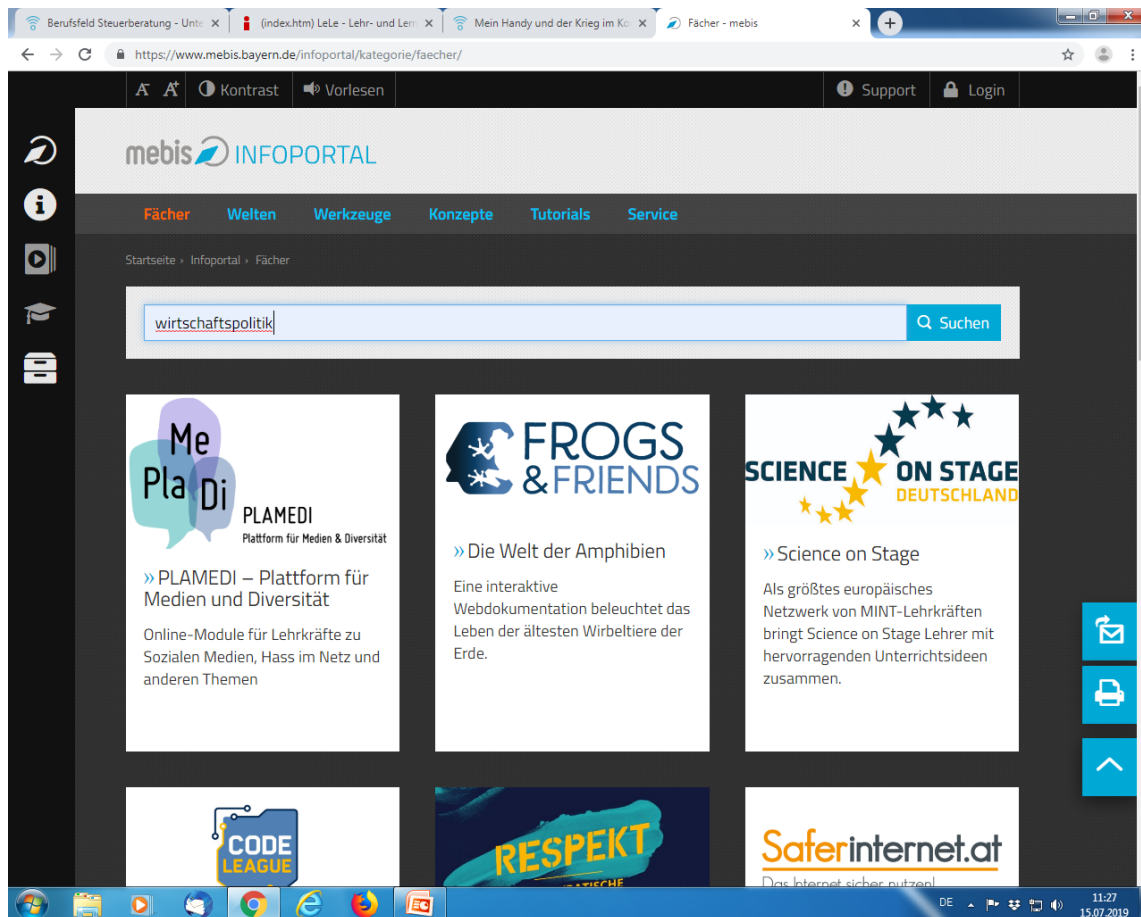 Berufsfeld Steuerberatung - Unte
(index.htm) LeLe - Lehr- und Lern
Mein Handy und der Krieg im Ko
Fächer - mebis
https://www.mebis.bayern.de/infoportal/kategorie/faecher/
A- A+ Kontrast Vorlesen
Support Login
mebis INFOPORTAL
Fächer Welten Werkzeuge Konzepte Tutorials Service
Startseite › Infoportal › Fächer
wirtschaftspolitik
Suchen
Me
Pla Di
PLAMEDI
Plattform für Medien & Diversität
» PLAMEDI – Plattform für
Medien und Diversität
Online-Module für Lehrkräfte zu
Sozialen Medien, Hass im Netz und
anderen Themen
FROGS
& FRIENDS
» Die Welt der Amphibien
Eine interaktive
Webdokumentation beleuchtet das
Leben der ältesten Wirbeltiere der
Erde.
SCIENCE ON STAGE
DEUTSCHLAND
» Science on Stage
Als größtes europäisches
Netzwerk von MINT-Lehrkräften
bringt Science on Stage Lehrer mit
hervorragenden Unterrichtsideen
zusammen.
CODE
LEAGUE
RESPEKT
Saferinternet.at
Das Internet sicher nutzen!
DE
11:27
15.07.2019